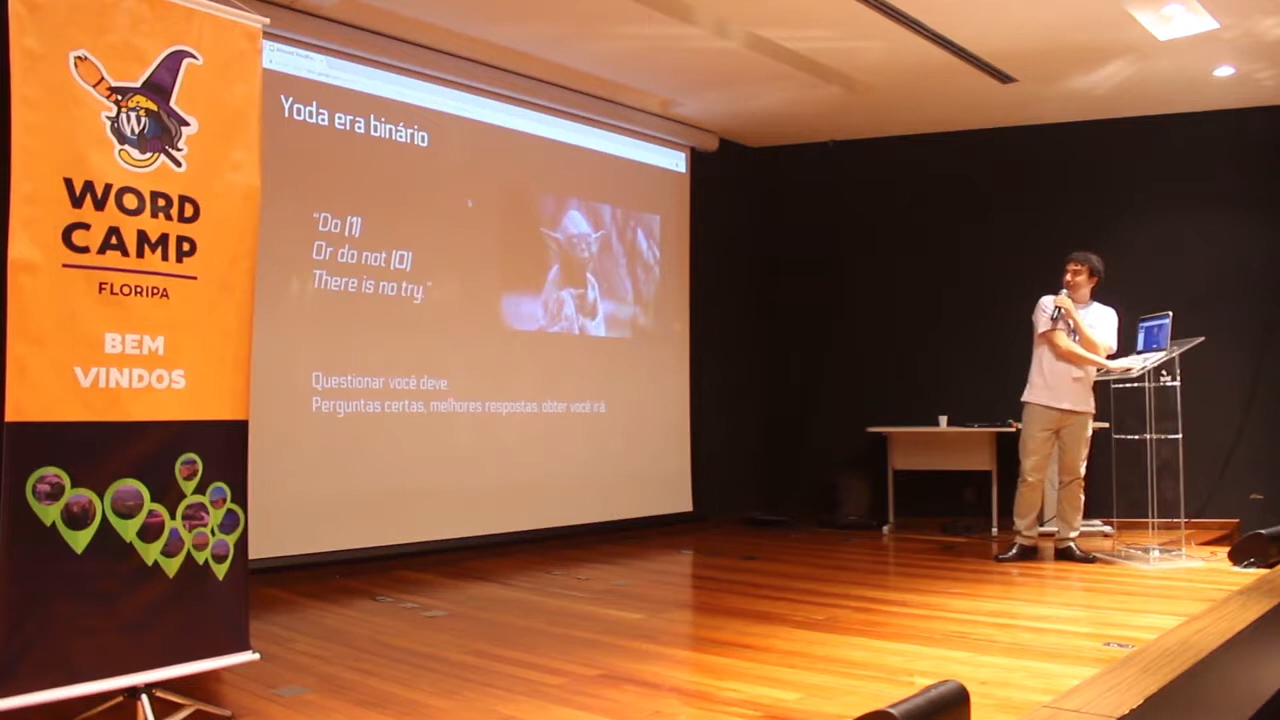 WORD
CAMP
FLORIPA
BEM
VINDOS
Yoda era binário
“Do (1)
Or do not (0)
There is no try.”
Questionar você deve.
Perguntas certas, melhores respostas, obter você irá.